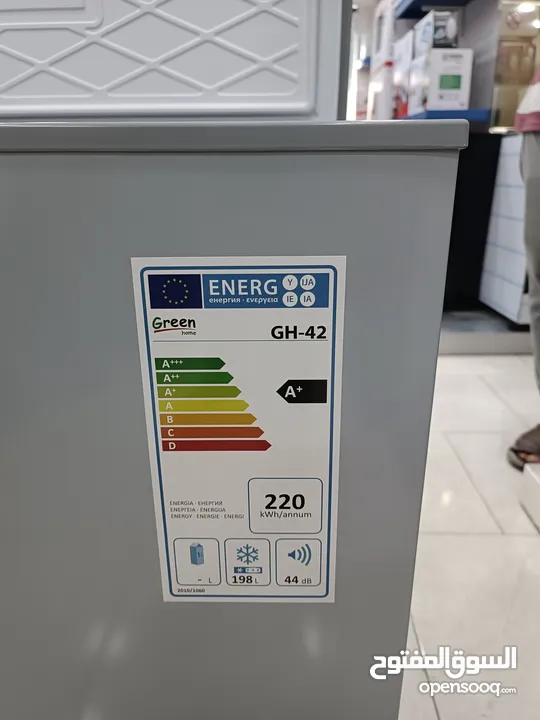 ENERG Y IJA
енергия · ενεργεια IE IA
Green
home
GH-42
A+++
A++
A+
A
B
C
D
A+
ENERGIA · ЕНЕРГИЯ
ΕΝΕΡΓΕΙΑ · ENERGIJA
ENERGY · ENERGIE · ENERGI
220
kWh/annum
- L
198 L
44 dB
2010/1060
السوق المفتوح
opensooq.com